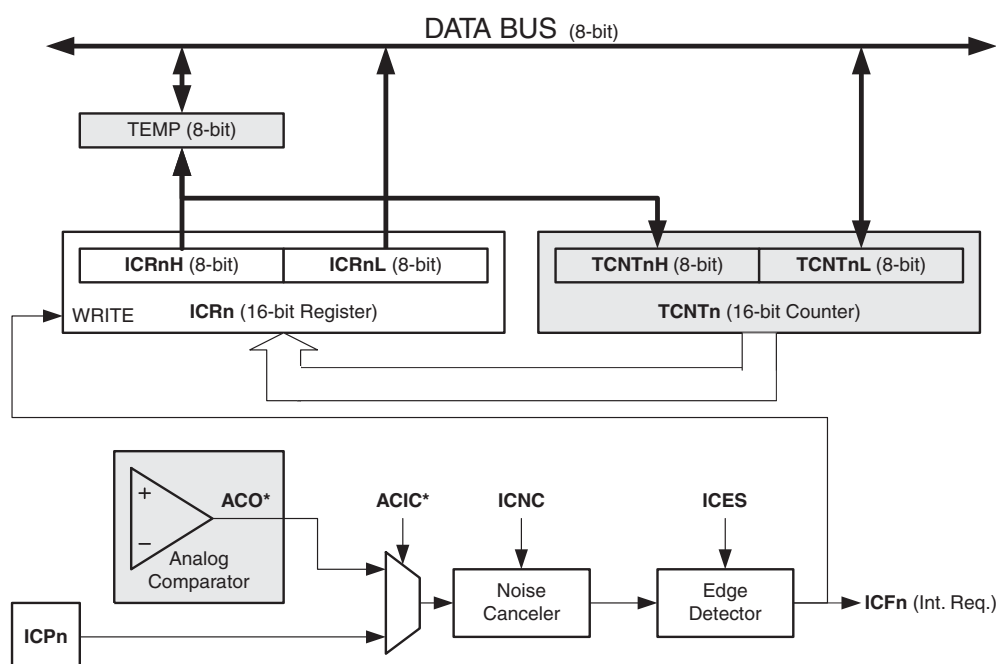 DATA BUS (8-bit)
TEMP (8-bit)
ICRnH (8-bit)
ICRnL (8-bit)
TCNTnH (8-bit)
TCNTnL (8-bit)
WRITE
ICRn (16-bit Register)
TCNTn (16-bit Counter)
+
−
ACO*
Analog
Comparator
ACIC*
ICNC
ICES
Noise
Canceler
Edge
Detector
ICFn (Int. Req.)
ICPn